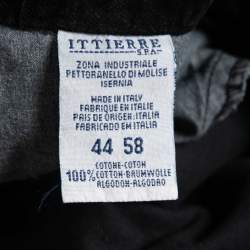 ITTIERRE
S.P.A.
ZONA INDUSTRIALE
PETTORANELLO DI MOLISE
ISERNIA
MADE IN ITALY
FABRIQUE EN ITALIE
PAIS DE ORIGEN: ITALIA
FABRICADO EM ITALIA
44 58
COTONE-COTON
100% COTTON-BAUMWOLLE
ALGODON-ALGODAO